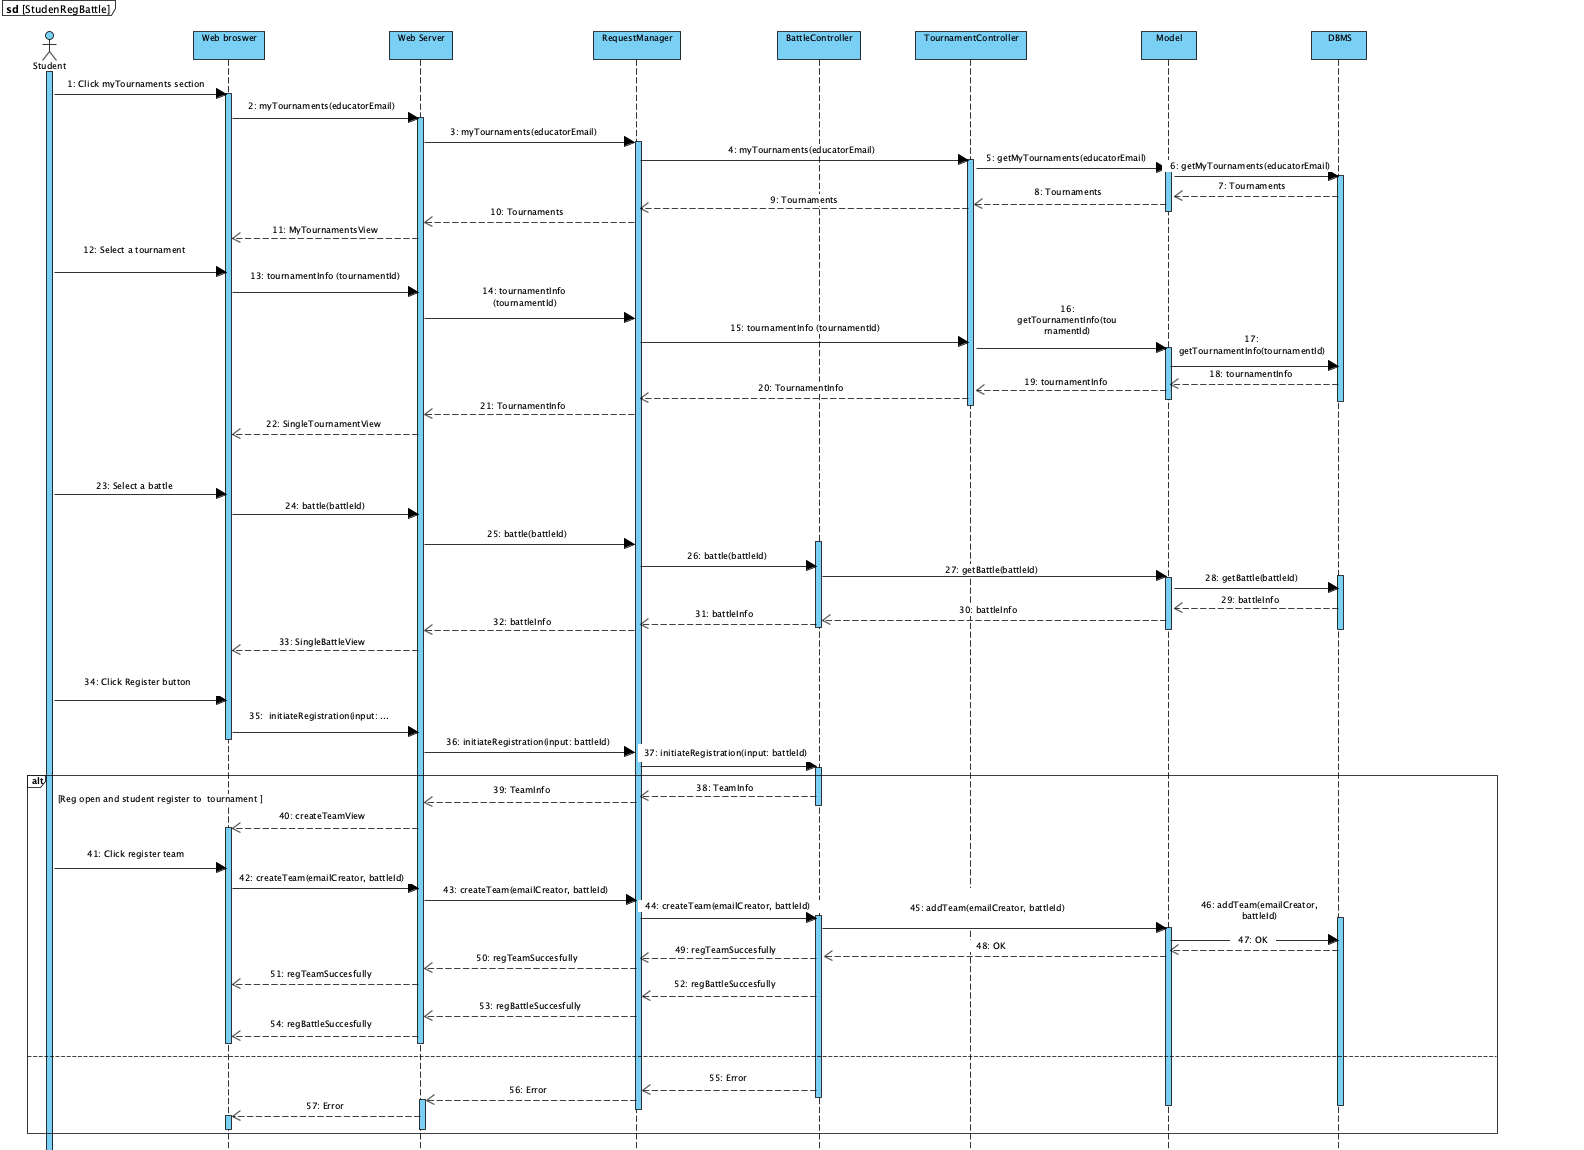 sd [StudenRegBattle]
Web broswer
Web Server
RequestManager
BattleController
TournamentController
Model
DBMS
Student
1: Click myTournaments section
2: myTournaments(educatorEmail)
3: myTournaments(educatorEmail)
4: myTournaments(educatorEmail)
5: getMyTournaments(educatorEmail)
6: getMyTournaments(educatorEmail)
7: Tournaments
8: Tournaments
9: Tournaments
10: Tournaments
11: MyTournamentsView
12: Select a tournament
13: tournamentInfo (tournamentId)
14: tournamentInfo
(tournamentId)
15: tournamentInfo (tournamentId)
16:
getTournamentInfo(tou
rnamentId)
17:
getTournamentInfo(tournamentId)
18: tournamentInfo
19: tournamentInfo
20: TournamentInfo
21: TournamentInfo
22: SingleTournamentView
23: Select a battle
24: battle(battleId)
25: battle(battleId)
26: battle(battleId)
27: getBattle(battleId)
28: getBattle(battleId)
29: battleInfo
30: battleInfo
31: battleInfo
32: battleInfo
33: SingleBattleView
34: Click Register button
35: initiateRegistration(input: ...
36: initiateRegistration(input: battleId)
37: initiateRegistration(input: battleId)
alt
[Reg open and student register to tournament ]
38: TeamInfo
39: TeamInfo
40: createTeamView
41: Click register team
42: createTeam(emailCreator, battleId)
43: createTeam(emailCreator, battleId)
44: createTeam(emailCreator, battleId)
45: addTeam(emailCreator, battleId)
46: addTeam(emailCreator,
battleId)
47: OK
48: OK
49: regTeamSuccesfully
50: regTeamSuccesfully
51: regTeamSuccesfully
52: regBattleSuccesfully
53: regBattleSuccesfully
54: regBattleSuccesfully
55: Error
56: Error
57: Error